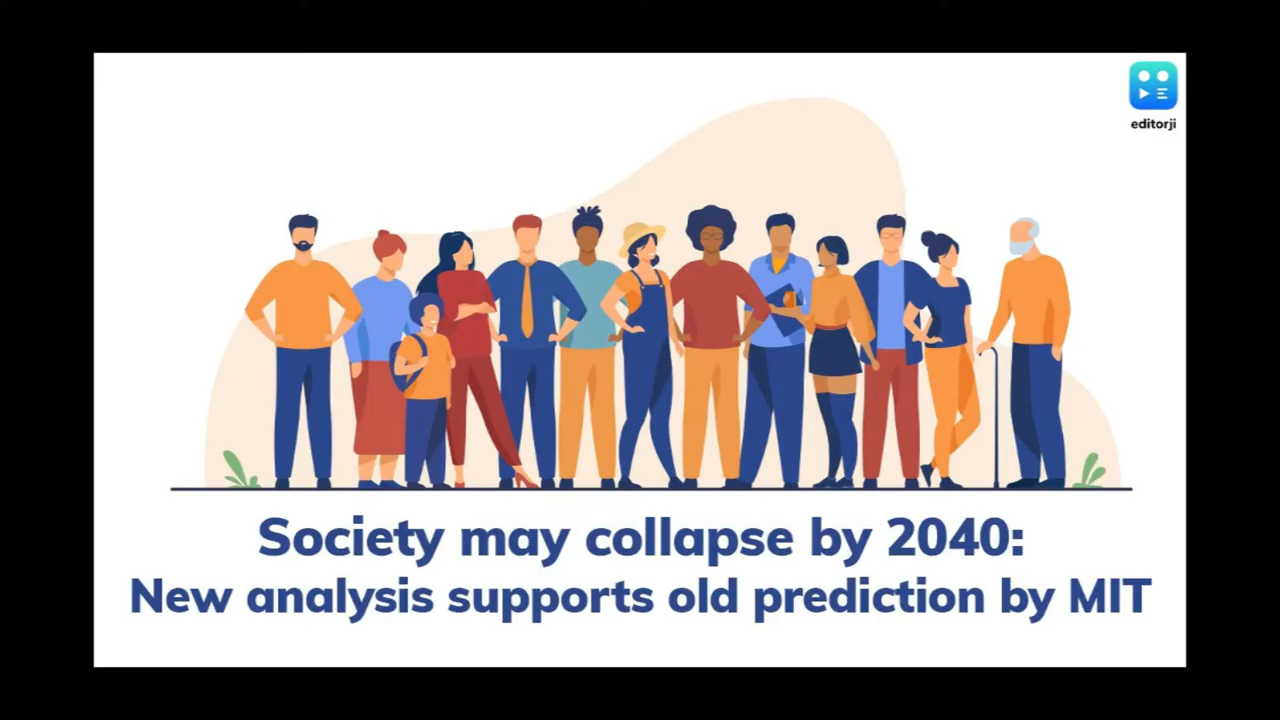 editorji
Society may collapse by 2040:
New analysis supports old prediction by MIT